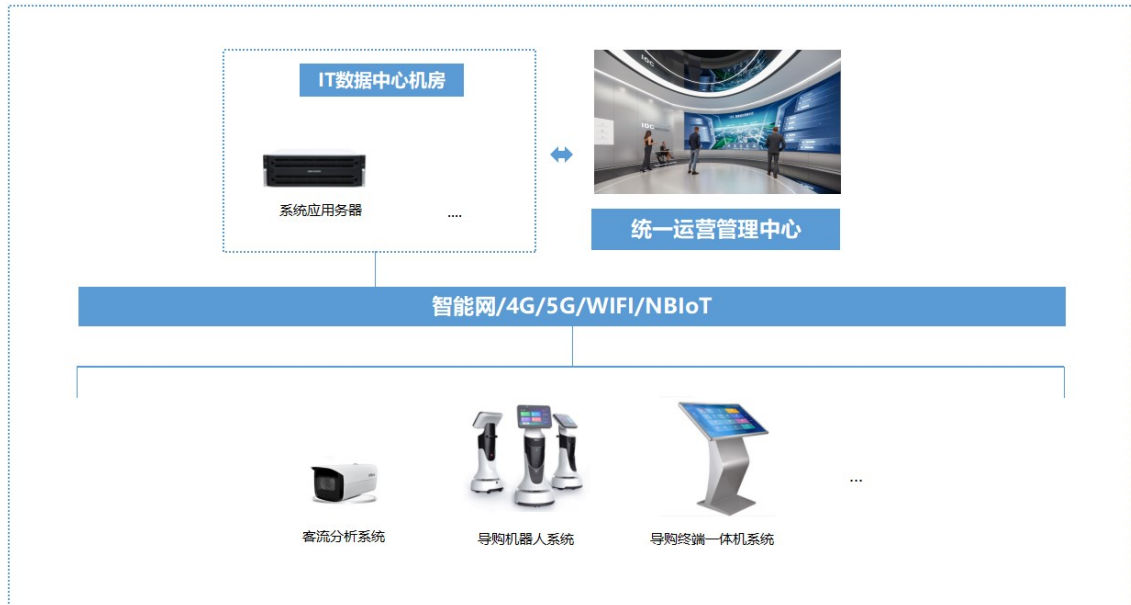 IT数据中心机房
IOC
IOC
系统应用务器
....
统一运营管理中心
智能网/4G/5G/WIFI/NBIoT
...
客流分析系统
导购机器人系统
导购终端一体机系统